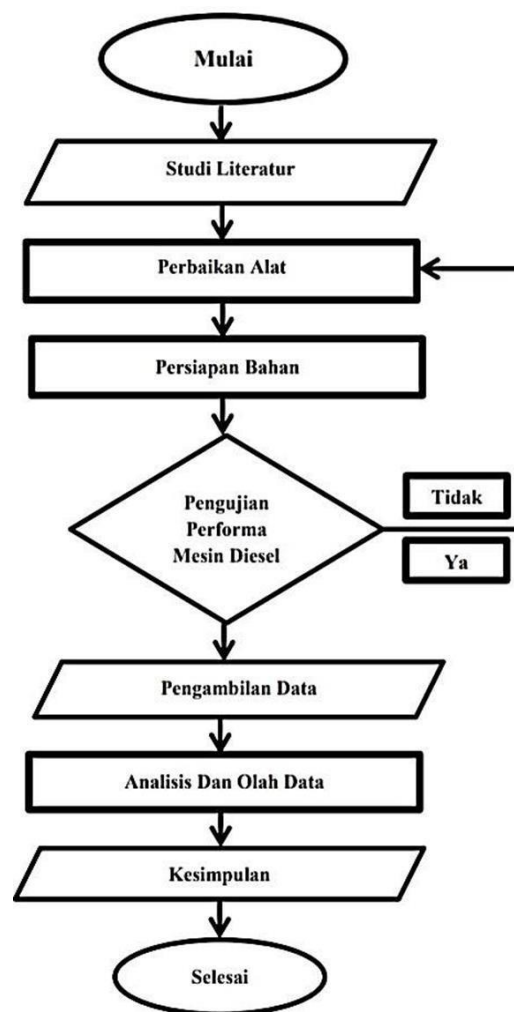 Mulai
Studi Literatur
Perbaikan Alat
Persiapan Bahan
Pengujian
Performa
Mesin Diesel
Tidak
Ya
Pengambilan Data
Analisis Dan Olah Data
Kesimpulan
Selesai